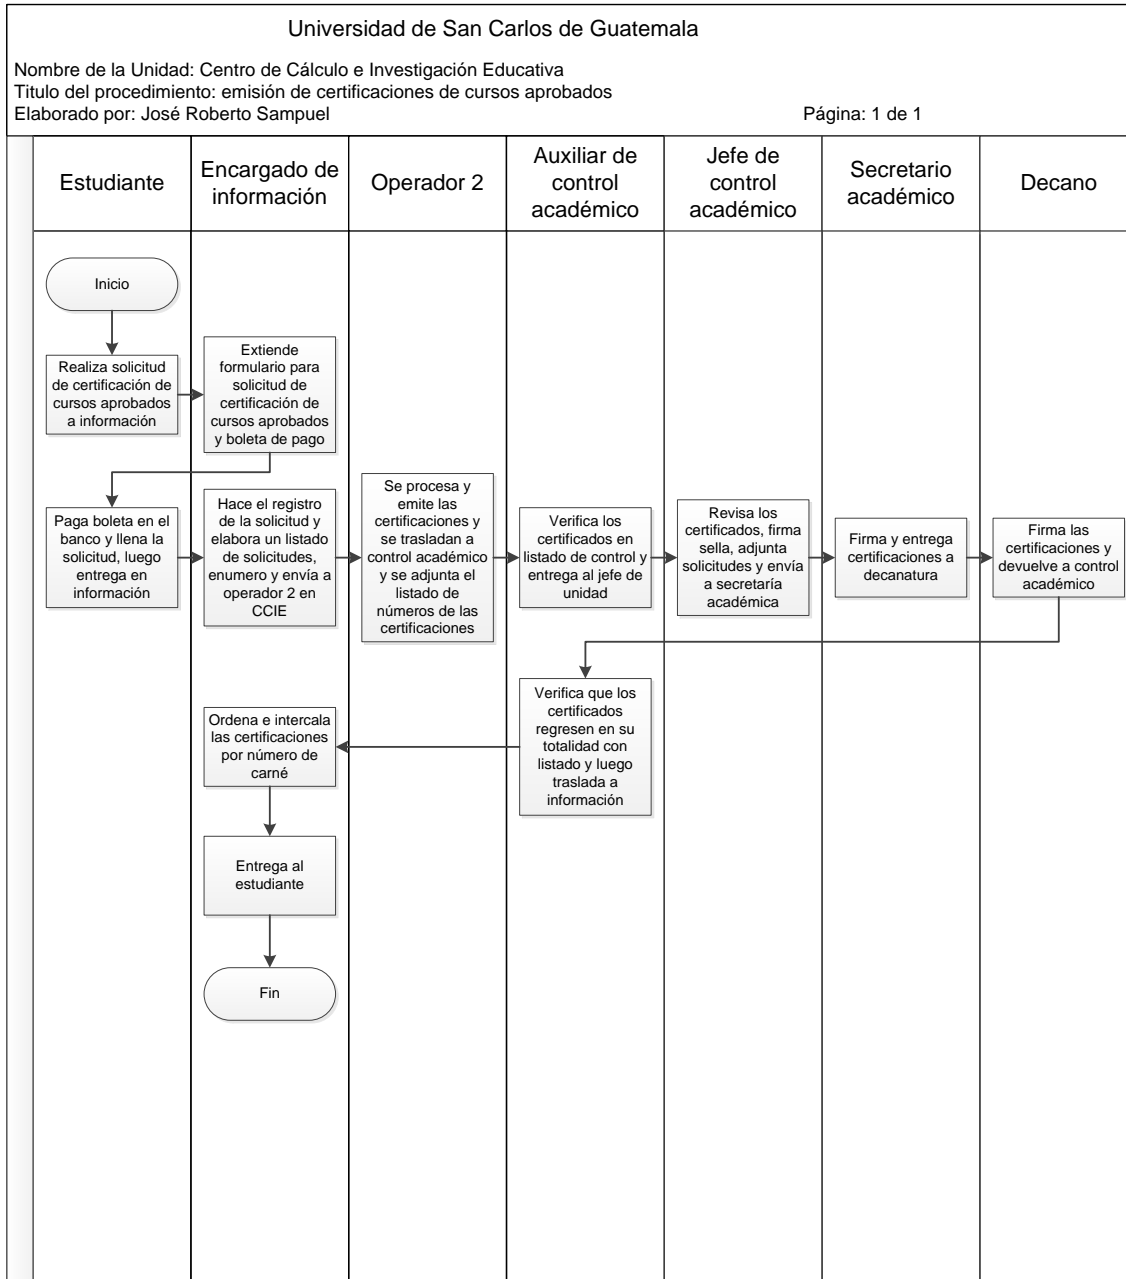 Universidad de San Carlos de Guatemala
Nombre de la Unidad: Centro de Cálculo e Investigación Educativa
Titulo del procedimiento: emisión de certificaciones de cursos aprobados
Elaborado por: José Roberto Sampuel
Página: 1 de 1
Estudiante
Encargado de
información
Operador 2
Auxiliar de
control
académico
Jefe de
control
académico
Secretario
académico
Decano
Inicio
Realiza solicitud
de certificación de
cursos aprobados
a información
Extiende
formulario para
solicitud de
certificación de
cursos aprobados
y boleta de pago
Paga boleta en el
banco y llena la
solicitud, luego
entrega en
información
Hace el registro
de la solicitud y
elabora un listado
de solicitudes,
enumero y envía a
operador 2 en
CCIE
Se procesa y
emite las
certificaciones y
se trasladan a
control académico
y se adjunta el
listado de
números de las
certificaciones
Verifica los
certificados en
listado de control y
entrega al jefe de
unidad
Revisa los
certificados, firma
sella, adjunta
solicitudes y envía
a secretaría
académica
Firma y entrega
certificaciones a
decanatura
Firma las
certificaciones y
devuelve a control
académico
Verifica que los
certificados
regresen en su
totalidad con
listado y luego
traslada a
información
Ordena e intercala
las certificaciones
por número de
carné
Entrega al
estudiante
Fin